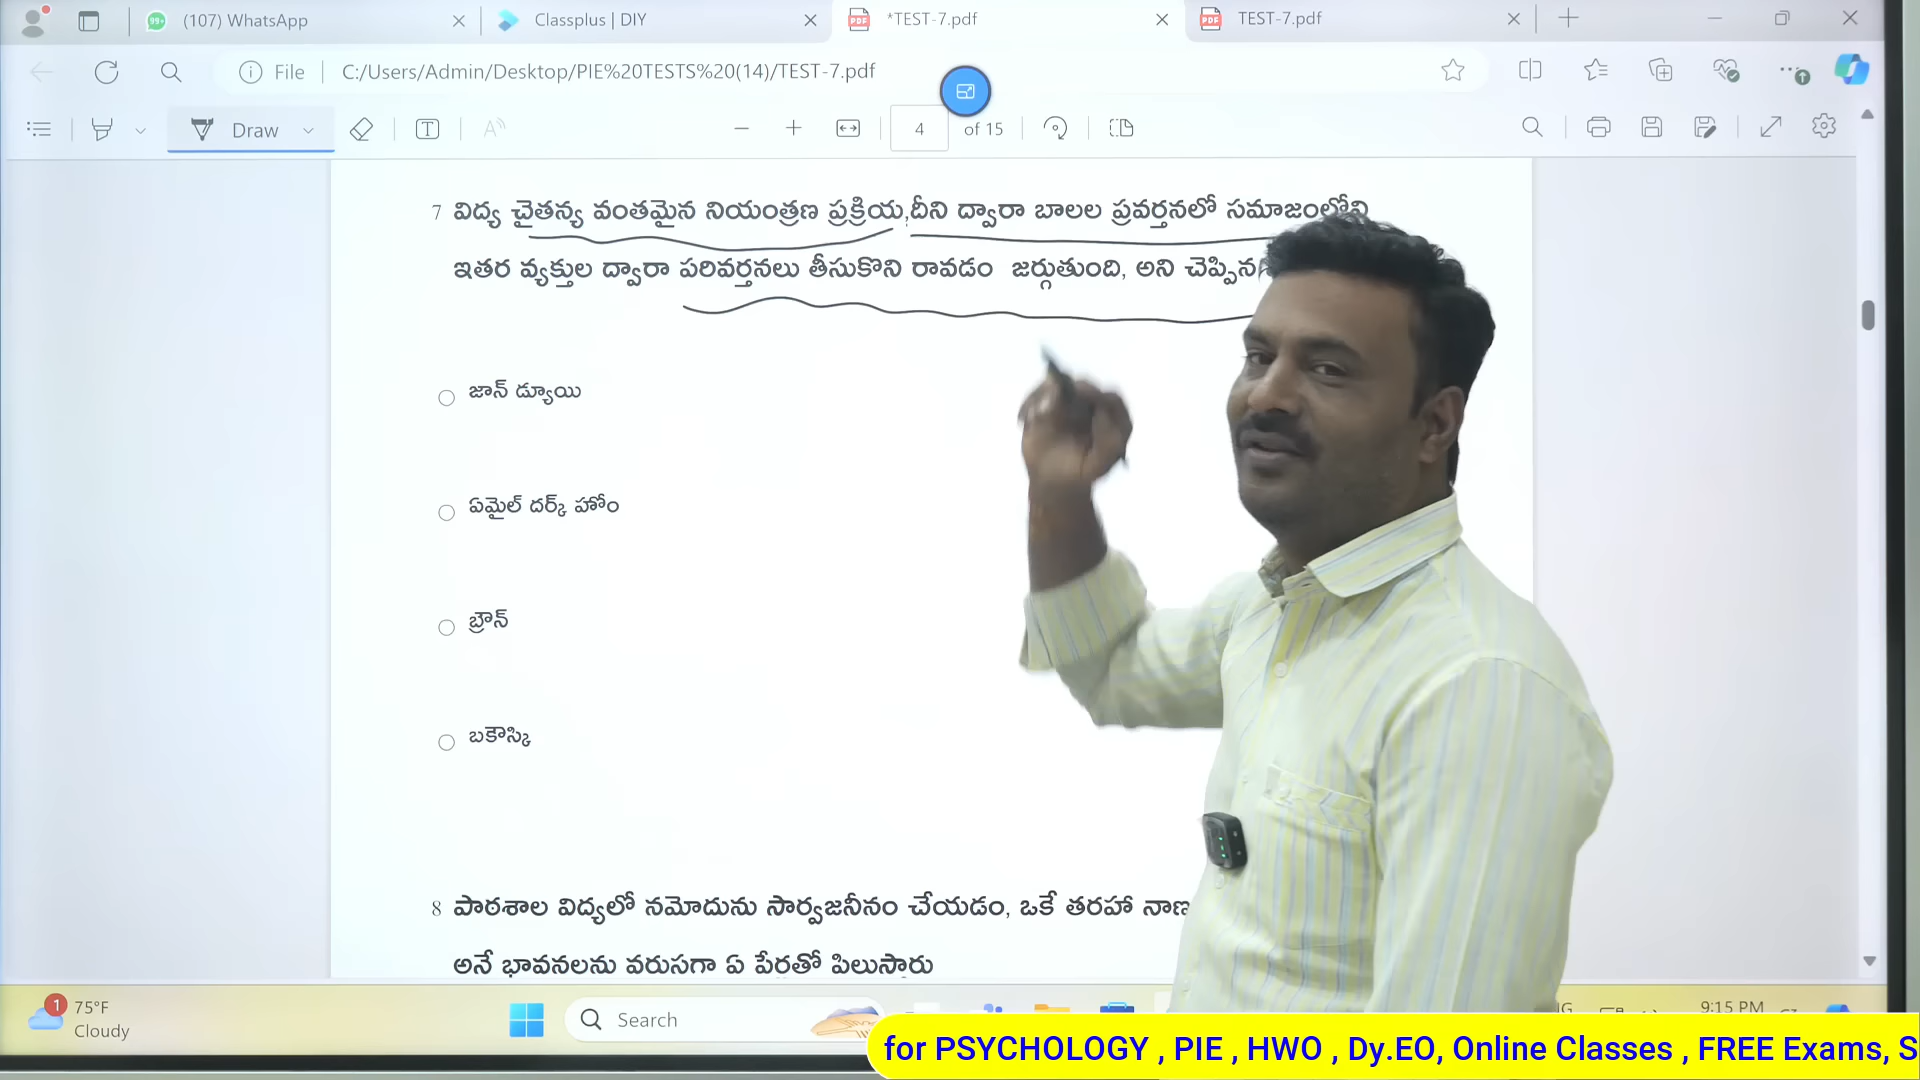 (107) WhatsApp
Classplus | DIY
*TEST-7.pdf
TEST-7.pdf
File
C:/Users/Admin/Desktop/PIE%20TESTS%20(14)/TEST-7.pdf
Draw
4 of 15
7 విద్య చైతన్య వంతమైన నియంత్రణ ప్రక్రియ,దీని ద్వారా బాలల ప్రవర్తనలో సమాజంలోని
ఇతర వ్యక్తుల ద్వారా పరివర్తనలు తీసుకొని రావడం జర్గుతుంది, అని చెప్పిన
జాన్ డ్యూయి
ఏమైల్ దర్క్ హోం
బ్రౌన్
బకౌస్కి
8 పాఠశాల విద్యలో నమోదును సార్వజనీనం చేయడం, ఒకే తరహా
అనే భావనలను వరుసగా ఏ పేర్లతో పిలుస్తారు
1
75°F
Cloudy
Search
9:15 PM
for PSYCHOLOGY , PIE , HWO , Dy.EO, Online Classes , FREE Exams, S